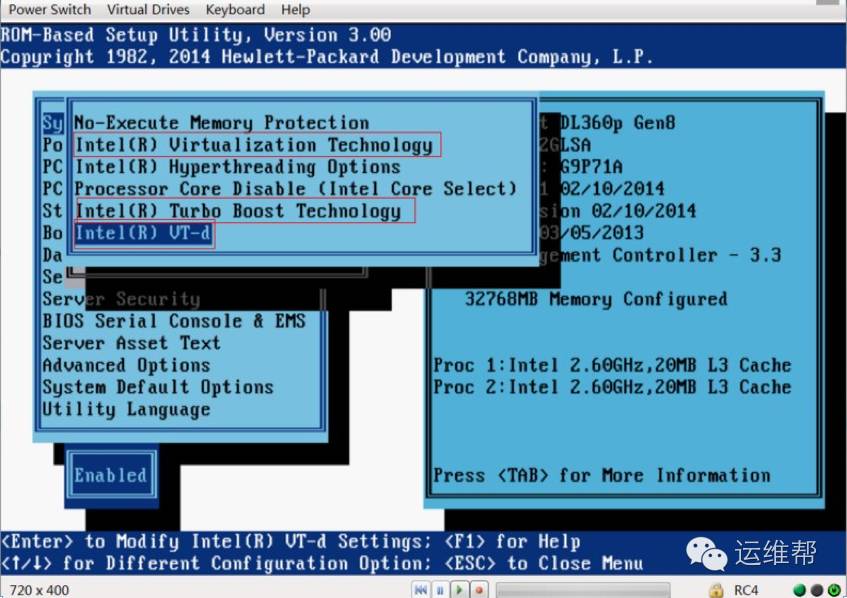 Power Switch Virtual Drives Keyboard Help
ROM-Based Setup Utility, Version 3.00
Copyright 1982, 2014 Hewlett-Packard Development Company, L.P.
Sy No-Execute Memory Protection t DL360p Gen8
Po Intel(R) Virtualization Technology 2GLSA
PC Intel(R) Hyperthreading Options : G9P71A
PC Processor Core Disable (Intel Core Select) 1 02/10/2014
St Intel(R) Turbo Boost Technology sion 02/10/2014
Bo Intel(R) VT-d 03/05/2013
Da gement Controller - 3.3
Se
Server Security 32768MB Memory Configured
BIOS Serial Console & EMS
Server Asset Text
Advanced Options Proc 1:Intel 2.60GHz,20MB L3 Cache
System Default Options Proc 2:Intel 2.60GHz,20MB L3 Cache
Utility Language
Enabled Press <TAB> for More Information
<Enter> to Modify Intel(R) VT-d Settings; <F1> for Help
<↑/↓> for Different Configuration Option; <ESC> to Close Menu
运维帮
720 x 400 RC4